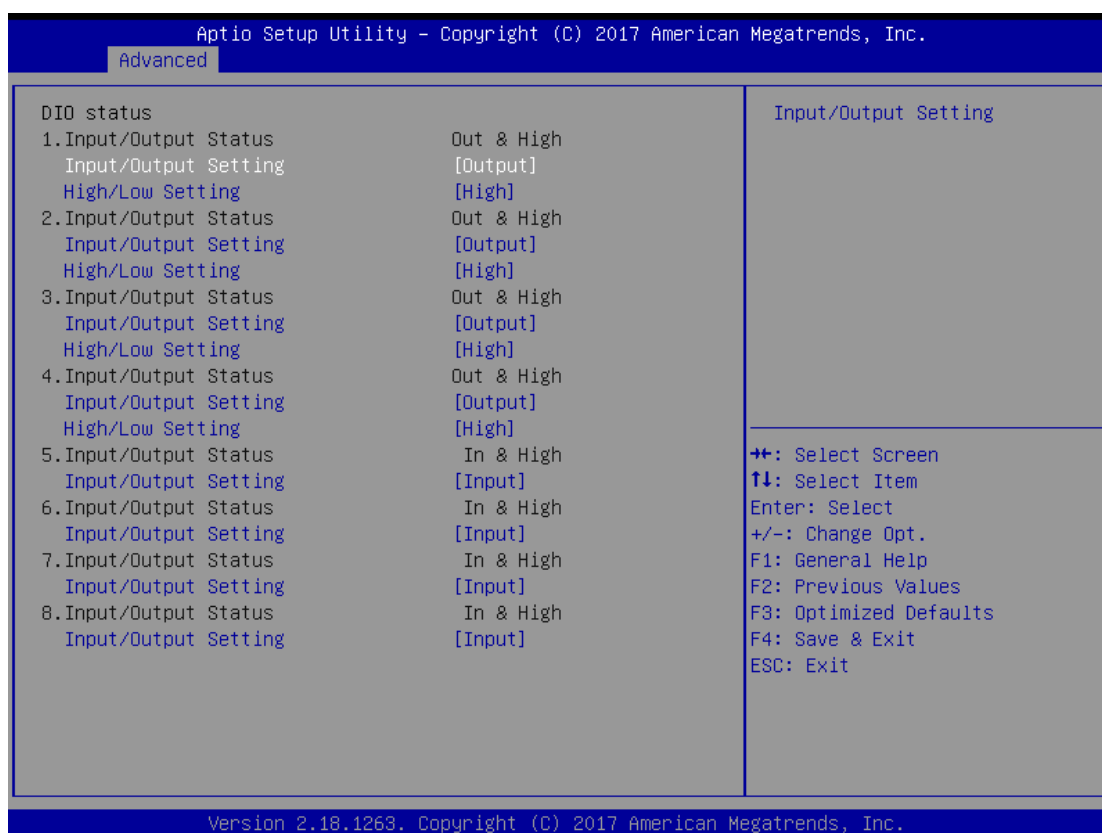 Aptio Setup Utility – Copyright (C) 2017 American Megatrends, Inc.
Advanced
DIO status
1.Input/Output Status Out & High
Input/Output Setting [Output]
High/Low Setting [High]
2.Input/Output Status Out & High
Input/Output Setting [Output]
High/Low Setting [High]
3.Input/Output Status Out & High
Input/Output Setting [Output]
High/Low Setting [High]
4.Input/Output Status Out & High
Input/Output Setting [Output]
High/Low Setting [High]
5.Input/Output Status In & High
Input/Output Setting [Input]
6.Input/Output Status In & High
Input/Output Setting [Input]
7.Input/Output Status In & High
Input/Output Setting [Input]
8.Input/Output Status In & High
Input/Output Setting [Input]
Input/Output Setting
→←: Select Screen
↑↓: Select Item
Enter: Select
+/-: Change Opt.
F1: General Help
F2: Previous Values
F3: Optimized Defaults
F4: Save & Exit
ESC: Exit
Version 2.18.1263. Copyright (C) 2017 American Megatrends, Inc.